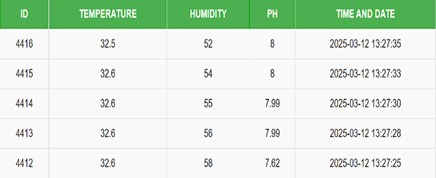 ID TEMPERATURE HUMIDITY PH TIME AND DATE
4416 32.5 52 8 2025-03-12 13:27:35
4415 32.6 54 8 2025-03-12 13:27:33
4414 32.6 55 7.99 2025-03-12 13:27:30
4413 32.6 56 7.99 2025-03-12 13:27:28
4412 32.6 58 7.62 2025-03-12 13:27:25